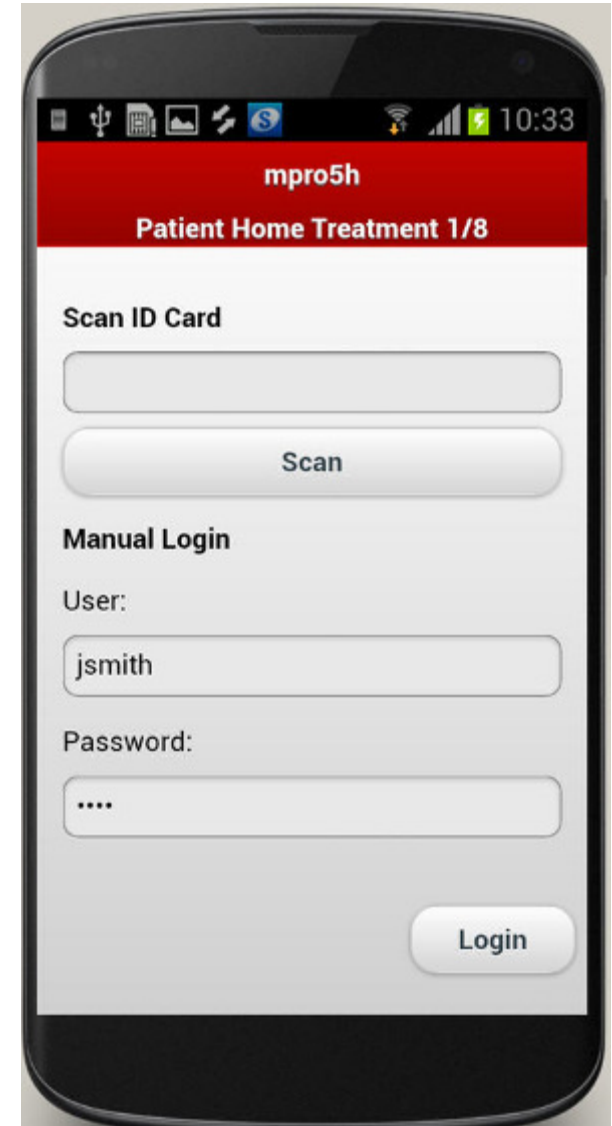 10:33
mpro5h
Patient Home Treatment 1/8
Scan ID Card
Scan
Manual Login
User:
jsmith
Password:
••••
Login